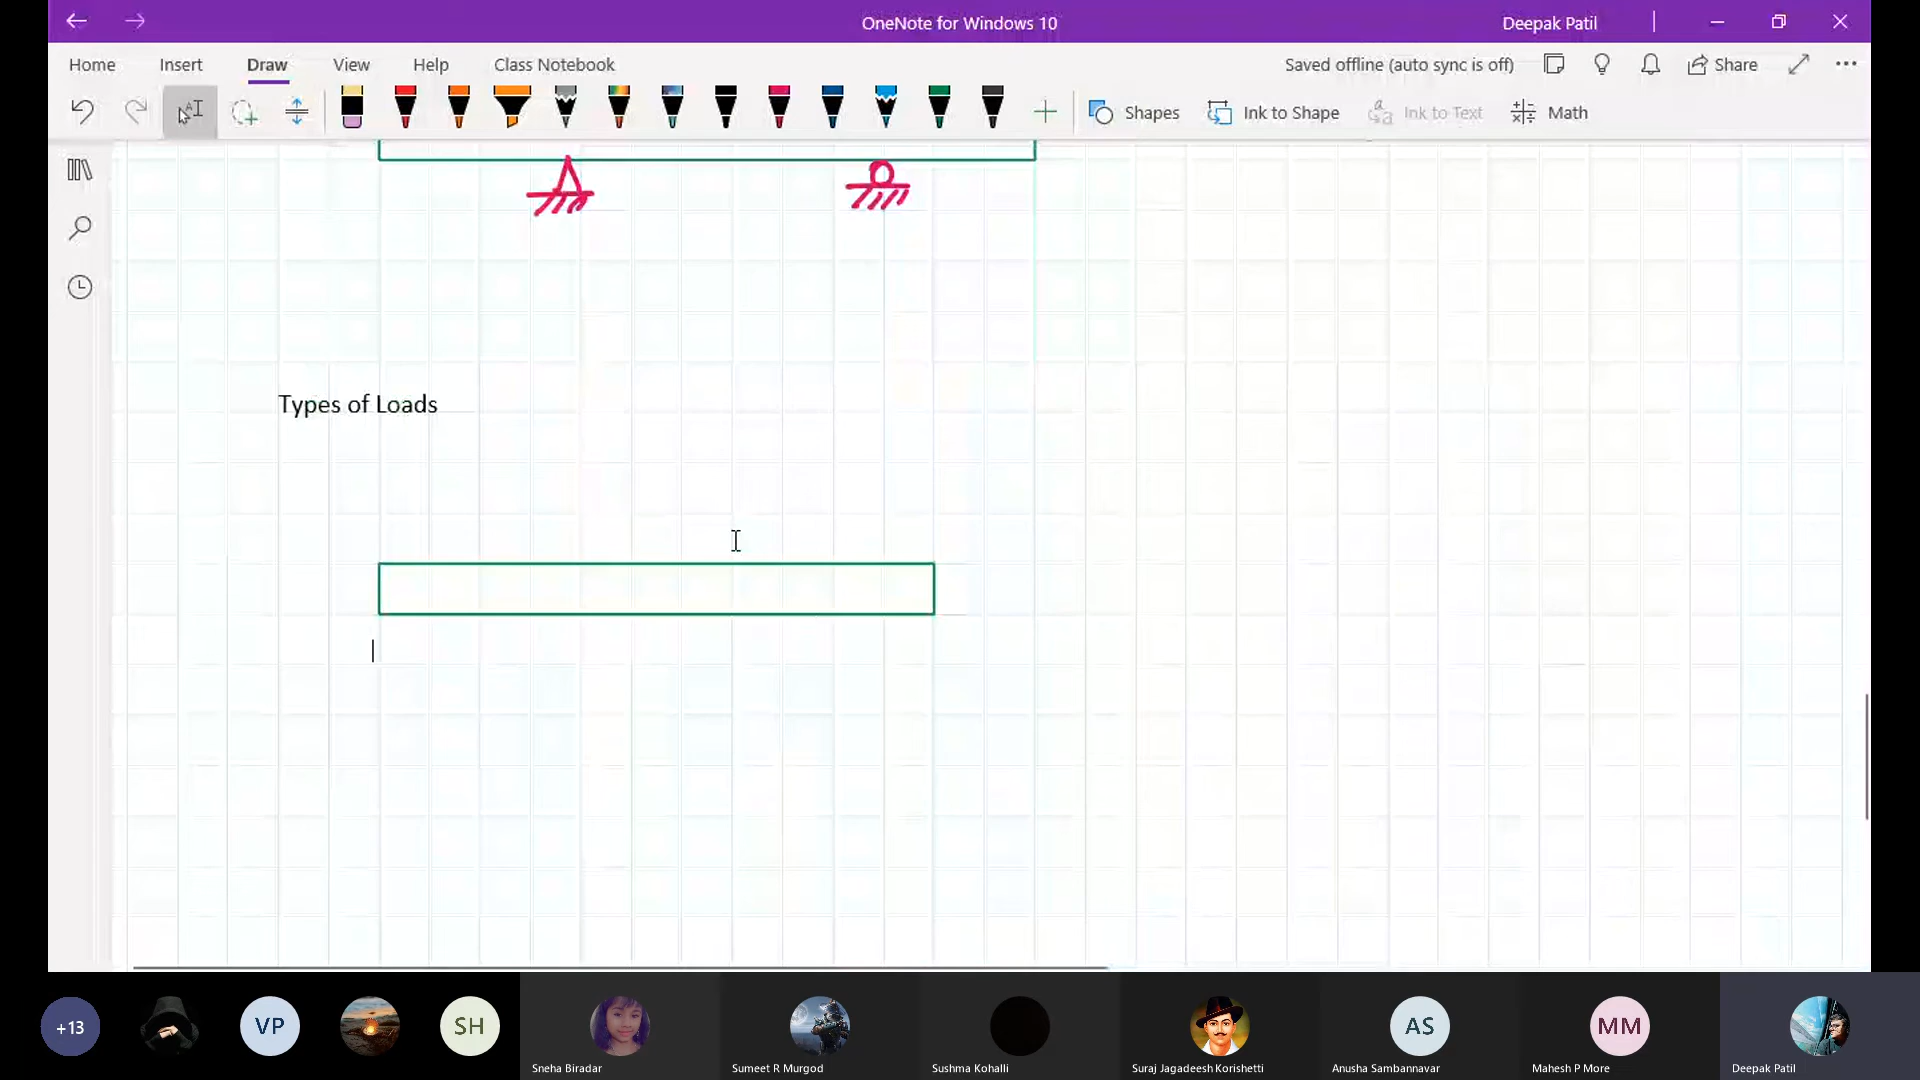 OneNote for Windows 10
Deepak Patil
Home Insert Draw View Help Class Notebook
Saved offline (auto sync is off)
Share
Shapes
Ink to Shape
Ink to Text
Math
Types of Loads
+13
VP
SH
AS
MM
Sneha Biradar
Sumeet R Murgod
Sushma Kohalli
Suraj Jagadeesh Korishetti
Anusha Sambannavar
Mahesh P More
Deepak Patil